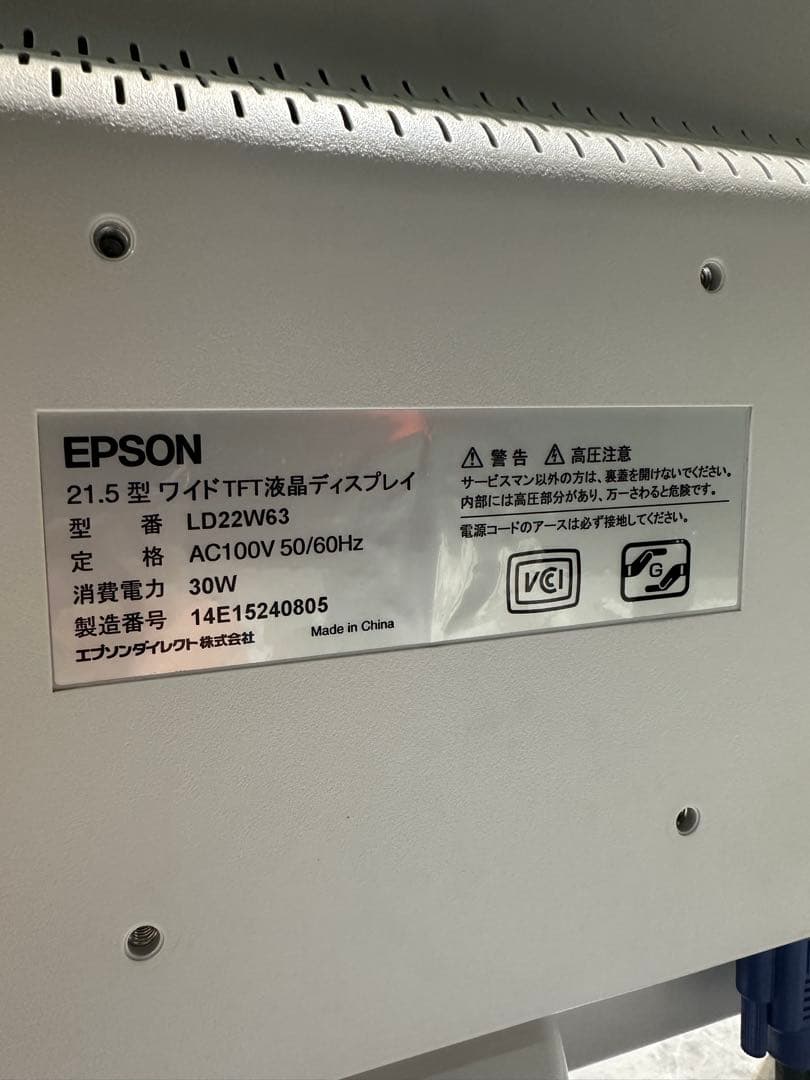 EPSON
21.5 型 ワイドTFT液晶ディスプレイ
型 番 LD22W63
定 格 AC100V 50/60Hz
消費電力 30W
製造番号 14E15240805
エプソンダイレクト株式会社 Made in China
警告 高圧注意
サービスマン以外の方は、裏蓋を開けないでください。
内部には高圧部分があり、万一さわると危険です。
電源コードのアースは必ず接地してください。
VCI
G